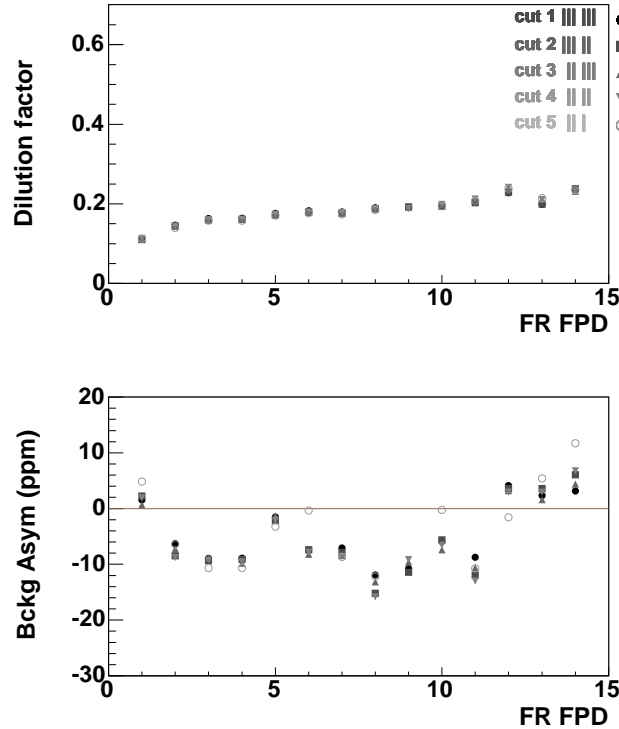 0.6
0.4
0.2
0
Dilution factor
cut 1
cut 2
cut 3
cut 4
cut 5
0 5 10 15
FR FPD
20
10
0
-10
-20
-30
Bckg Asym (ppm)
0 5 10 15
FR FPD